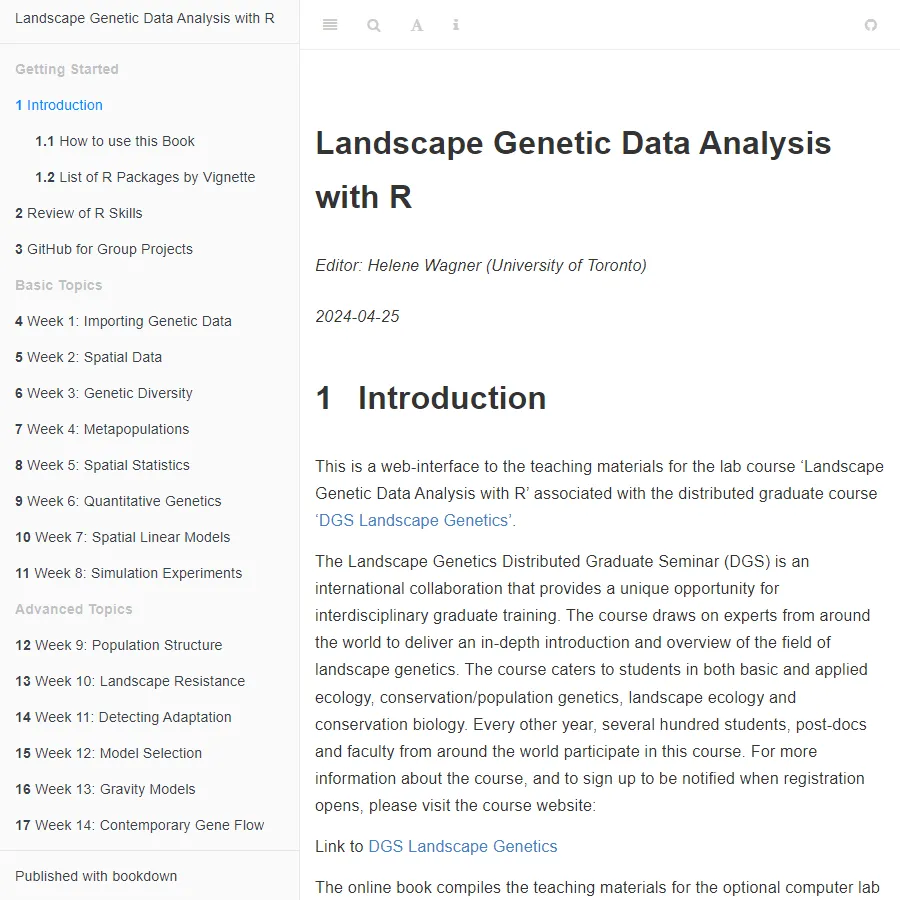 Landscape Genetic Data Analysis with R
Getting Started
1 Introduction
1.1 How to use this Book
1.2 List of R Packages by Vignette
2 Review of R Skills
3 GitHub for Group Projects
Basic Topics
4 Week 1: Importing Genetic Data
5 Week 2: Spatial Data
6 Week 3: Genetic Diversity
7 Week 4: Metapopulations
8 Week 5: Spatial Statistics
9 Week 6: Quantitative Genetics
10 Week 7: Spatial Linear Models
11 Week 8: Simulation Experiments
Advanced Topics
12 Week 9: Population Structure
13 Week 10: Landscape Resistance
14 Week 11: Detecting Adaptation
15 Week 12: Model Selection
16 Week 13: Gravity Models
17 Week 14: Contemporary Gene Flow
Published with bookdown
A
i
Landscape Genetic Data Analysis
with R
Editor: Helene Wagner (University of Toronto)
2024-04-25
1 Introduction
This is a web-interface to the teaching materials for the lab course ‘Landscape
Genetic Data Analysis with R’ associated with the distributed graduate course
‘DGS Landscape Genetics’.
The Landscape Genetics Distributed Graduate Seminar (DGS) is an
international collaboration that provides a unique opportunity for
interdisciplinary graduate training. The course draws on experts from around
the world to deliver an in-depth introduction and overview of the field of
landscape genetics. The course caters to students in both basic and applied
ecology, conservation/population genetics, landscape ecology and
conservation biology. Every other year, several hundred students, post-docs
and faculty from around the world participate in this course. For more
information about the course, and to sign up to be notified when registration
opens, please visit the course website:
Link to DGS Landscape Genetics
The online book compiles the teaching materials for the optional computer lab